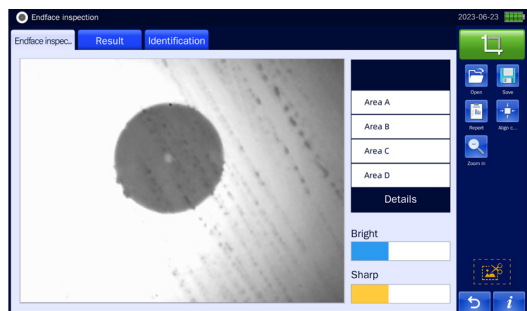 Endface inspection
2023-06-23
Endface inspec..
Result
Identification
Area A
Area B
Area C
Area D
Details
Bright
Sharp
Open
Save
Report
Align c...
Zoom in
i